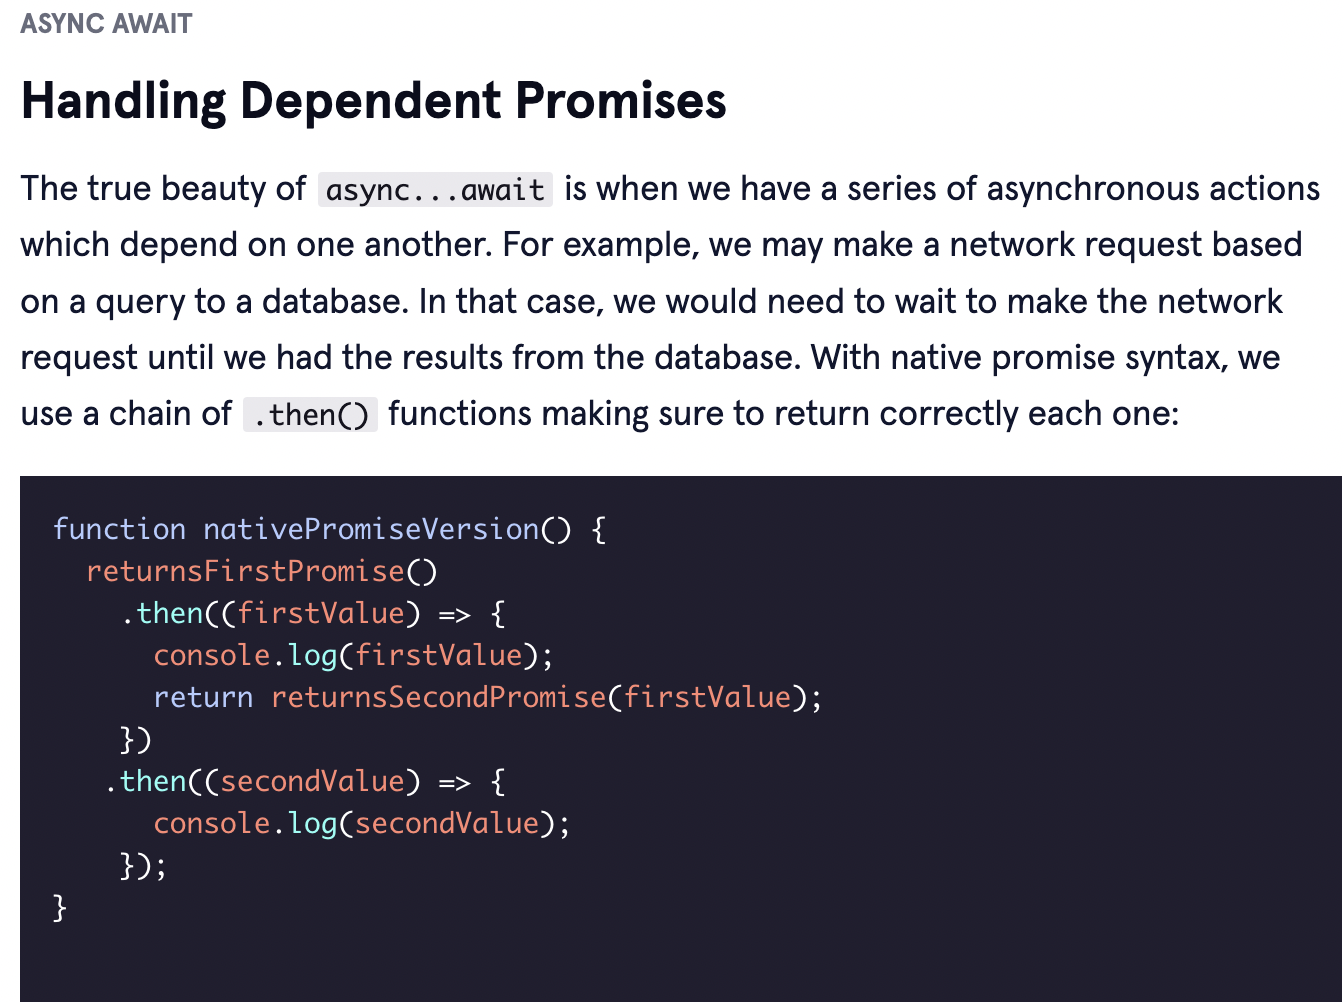 ASYNC AWAIT
Handling Dependent Promises
The true beauty of async...await is when we have a series of asynchronous actions
which depend on one another. For example, we may make a network request based
on a query to a database. In that case, we would need to wait to make the network
request until we had the results from the database. With native promise syntax, we
use a chain of .then() functions making sure to return correctly each one:
function nativePromiseVersion() {
  returnsFirstPromise()
    .then((firstValue) => {
      console.log(firstValue);
      return returnsSecondPromise(firstValue);
    })
   .then((secondValue) => {
      console.log(secondValue);
    });
}